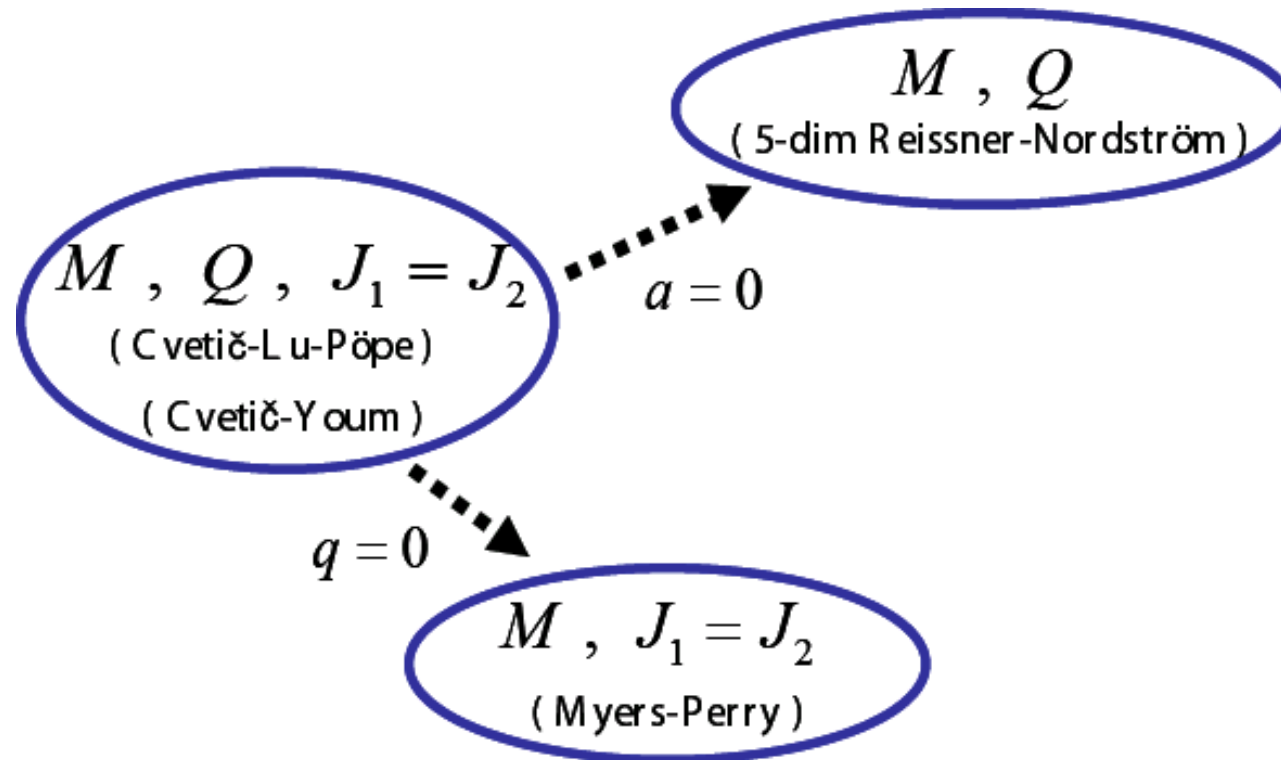 M , Q
( 5-dim Reissner-Nordström )
M , Q , J₁ = J₂
( Cvetič-Lu-Pöpe )
( Cvetič-Youm )
a = 0
q = 0
M , J₁ = J₂
( Myers-Perry )